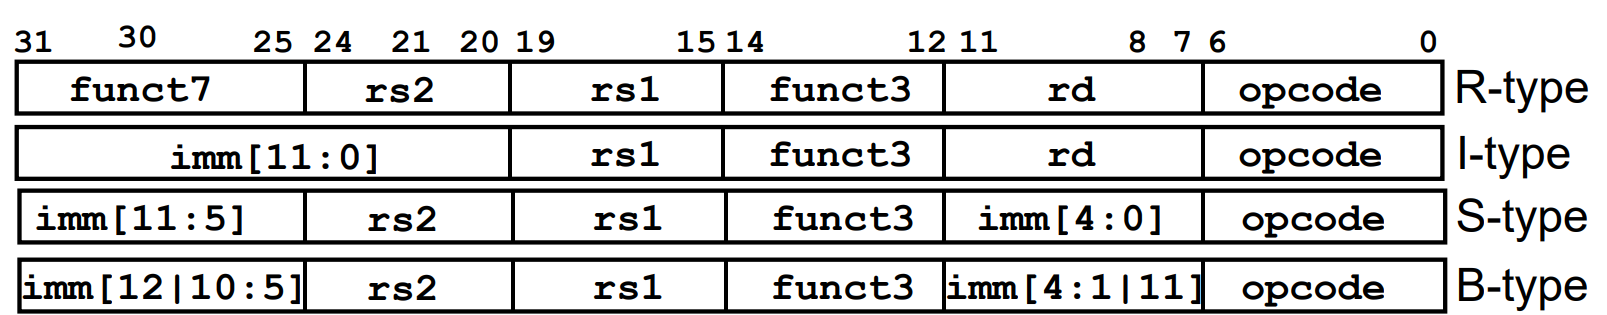 31 30 25 24 21 20 19 15 14 12 11 8 7 6 0
funct7 rs2 rs1 funct3 rd opcode R-type
imm[11:0] rs1 funct3 rd opcode I-type
imm[11:5] rs2 rs1 funct3 imm[4:0] opcode S-type
imm[12|10:5] rs2 rs1 funct3 imm[4:1|11] opcode B-type